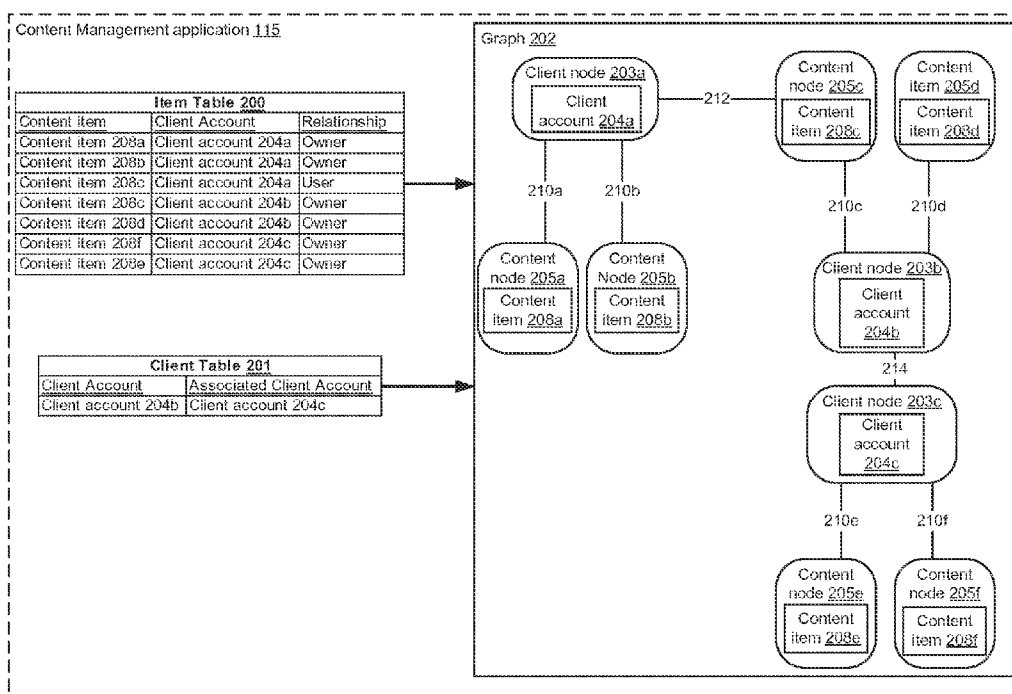 Content Management application 115
Item Table 200
Content item Client Account Relationship
Content item 208a Client account 204a Owner
Content item 208b Client account 204a Owner
Content item 208c Client account 204a User
Content item 208c Client account 204b Owner
Content item 208d Client account 204b Owner
Content item 208f Client account 204c Owner
Content item 208e Client account 204c Owner
Client Table 201
Client Account Associated Client Account
Client account 204b Client account 204c
Graph 202
Client node 203a
Client
account 204a
212
Content
node 205c
Content
item 208c
Content
item 205d
Content
item 208d
210a
210b
210c
210d
Content
node 205a
Content
item 208a
Content
Node 205b
Content
item 208b
Client node 203b
Client
account
204b
214
Client node 203c
Client
account
204c
210e
210f
Content
node 205e
Content
item 208e
Content
node 205f
Content
item 208f